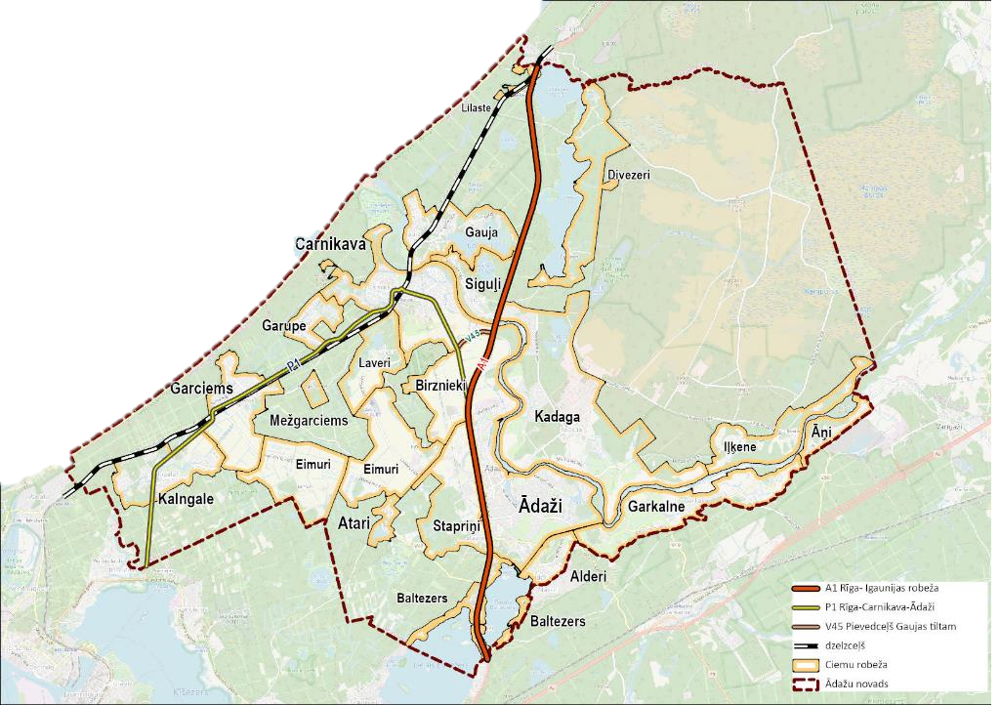 Lilaste
Divezeri
Gauja
Carnikava
Siguļi
Garupe
V45
Laveri
P1
A1
Garciems
Birznieki
Mežgarciems
Kadaga
Āņi
Iļķene
Eimuri
Eimuri
Kalngale
Ādaži
Garkalne
Atari
Stapriņi
Alderi
Baltezers
Baltezers
Ķīšezers
A1 Rīga- Igaunijas robeža
P1 Rīga-Carnikava-Ādaži
V45 Pievedceļš Gaujas tiltam
dzelzceļš
Ciemu robeža
Ādažu novads